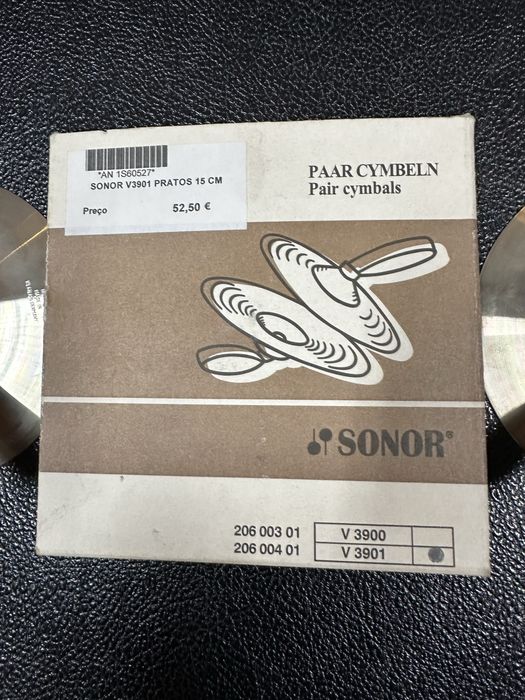 *AN 1S60527*
SONOR V3901 PRATOS 15 CM
Preço 52,50 €
PAAR CYMBELN
Pair cymbals
SONOR®
206 003 01 V 3900
206 004 01 V 3901